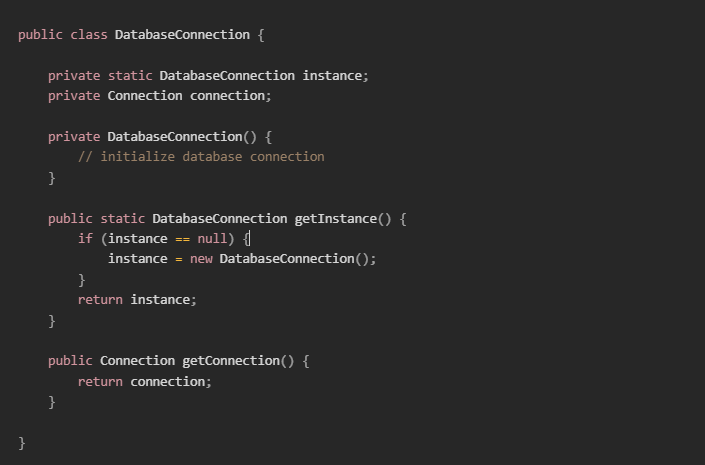 public class DatabaseConnection {
private static DatabaseConnection instance;
private Connection connection;
private DatabaseConnection() {
// initialize database connection
}
public static DatabaseConnection getInstance() {
if (instance == null) {
instance = new DatabaseConnection();
}
return instance;
}
public Connection getConnection() {
return connection;
}
}